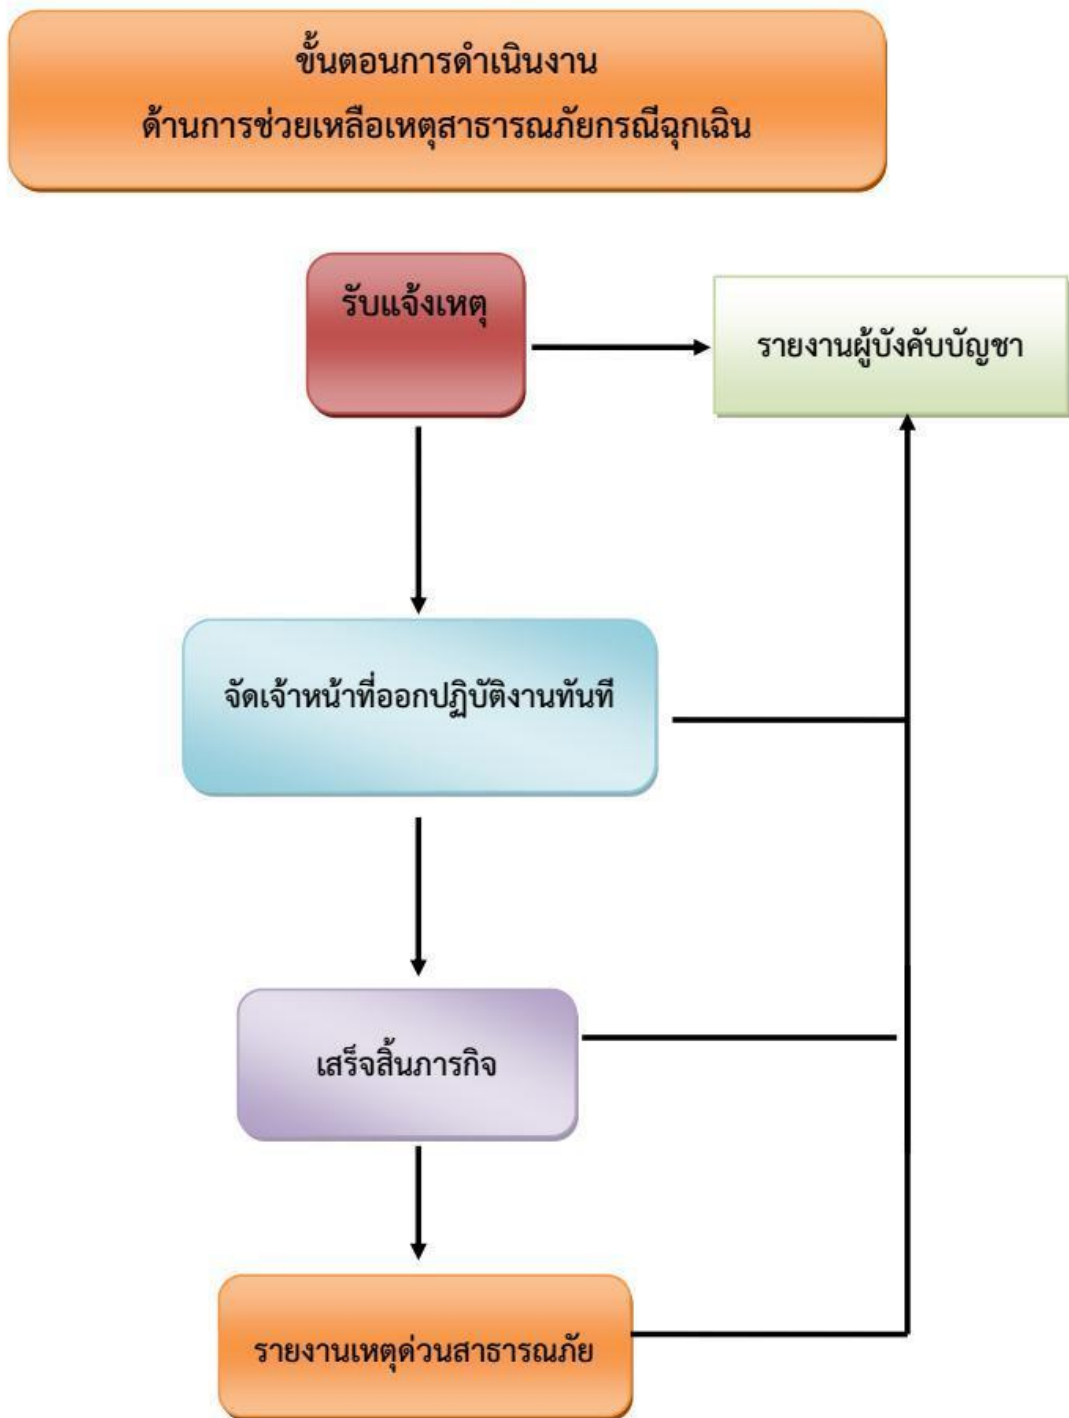 ขั้นตอนการดำเนินงาน
ด้านการช่วยเหลือเหตุสาธารณภัยกรณีฉุกเฉิน
รับแจ้งเหตุ
รายงานผู้บังคับบัญชา
จัดเจ้าหน้าที่ออกปฏิบัติงานทันที
เสร็จสิ้นภารกิจ
รายงานเหตุด่วนสาธารณภัย